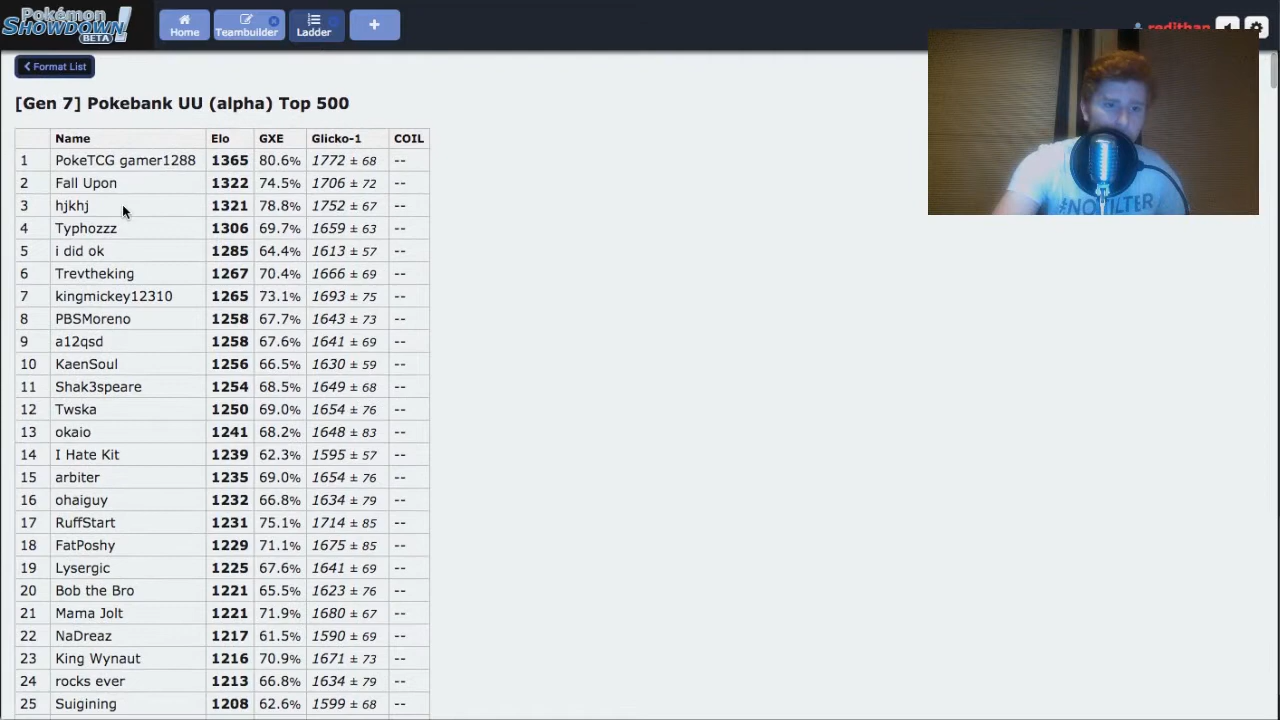 Pokémon
SHOWDOWN!
BETA
Home
Teambuilder
Ladder
+
redithan
Format List
[Gen 7] Pokebank UU (alpha) Top 500
Name Elo GXE Glicko-1 COIL
1 PokeTCG gamer1288 1365 80.6% 1772 ± 68 --
2 Fall Upon 1322 74.5% 1706 ± 72 --
3 hjkhj 1321 78.8% 1752 ± 67 --
4 Typhozzz 1306 69.7% 1659 ± 63 --
5 i did ok 1285 64.4% 1613 ± 57 --
6 Trevtheking 1267 70.4% 1666 ± 69 --
7 kingmickey12310 1265 73.1% 1693 ± 75 --
8 PBSMoreno 1258 67.7% 1643 ± 73 --
9 a12qsd 1258 67.6% 1641 ± 69 --
10 KaenSoul 1256 66.5% 1630 ± 59 --
11 Shak3speare 1254 68.5% 1649 ± 68 --
12 Twska 1250 69.0% 1654 ± 76 --
13 okaio 1241 68.2% 1648 ± 83 --
14 I Hate Kit 1239 62.3% 1595 ± 57 --
15 arbiter 1235 69.0% 1654 ± 76 --
16 ohaiguy 1232 66.8% 1634 ± 79 --
17 RuffStart 1231 75.1% 1714 ± 85 --
18 FatPoshy 1229 71.1% 1675 ± 85 --
19 Lysergic 1225 67.6% 1641 ± 69 --
20 Bob the Bro 1221 65.5% 1623 ± 76 --
21 Mama Jolt 1221 71.9% 1680 ± 67 --
22 NaDreaz 1217 61.5% 1590 ± 69 --
23 King Wynaut 1216 70.9% 1671 ± 73 --
24 rocks ever 1213 66.8% 1634 ± 79 --
25 Suigining 1208 62.6% 1599 ± 68 --
#NOFILTER